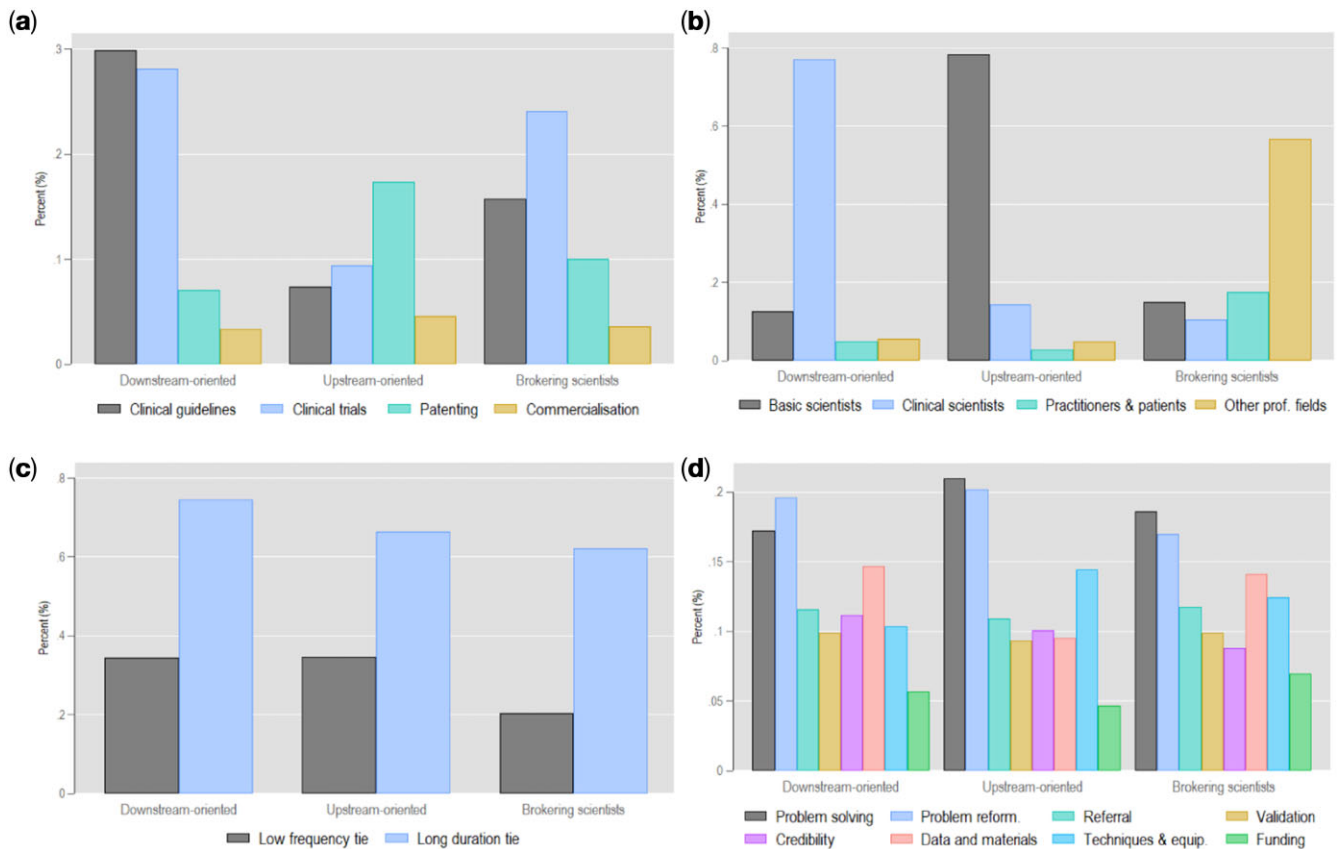 (a)
Percent (%)
3
.2
.1
0
Downstream-oriented Upstream-oriented Brokering scientists
Clinical guidelines Clinical trials Patenting Commercialisation
(b)
Percent (%)
.8
.6
.4
.2
0
Downstream-oriented Upstream-oriented Brokering scientists
Basic scientists Clinical scientists Practitioners & patients Other prof. fields
(c)
Percent (%)
.8
6
4
.2
0
Downstream-oriented Upstream-oriented Brokering scientists
Low frequency tie Long duration tie
(d)
Percent (%)
.2
.15
.1
.05
0
Downstream-oriented Upstream-oriented Brokering scientists
Problem solving Problem reform. Referral Validation
Credibility Data and materials Techniques & equip. Funding